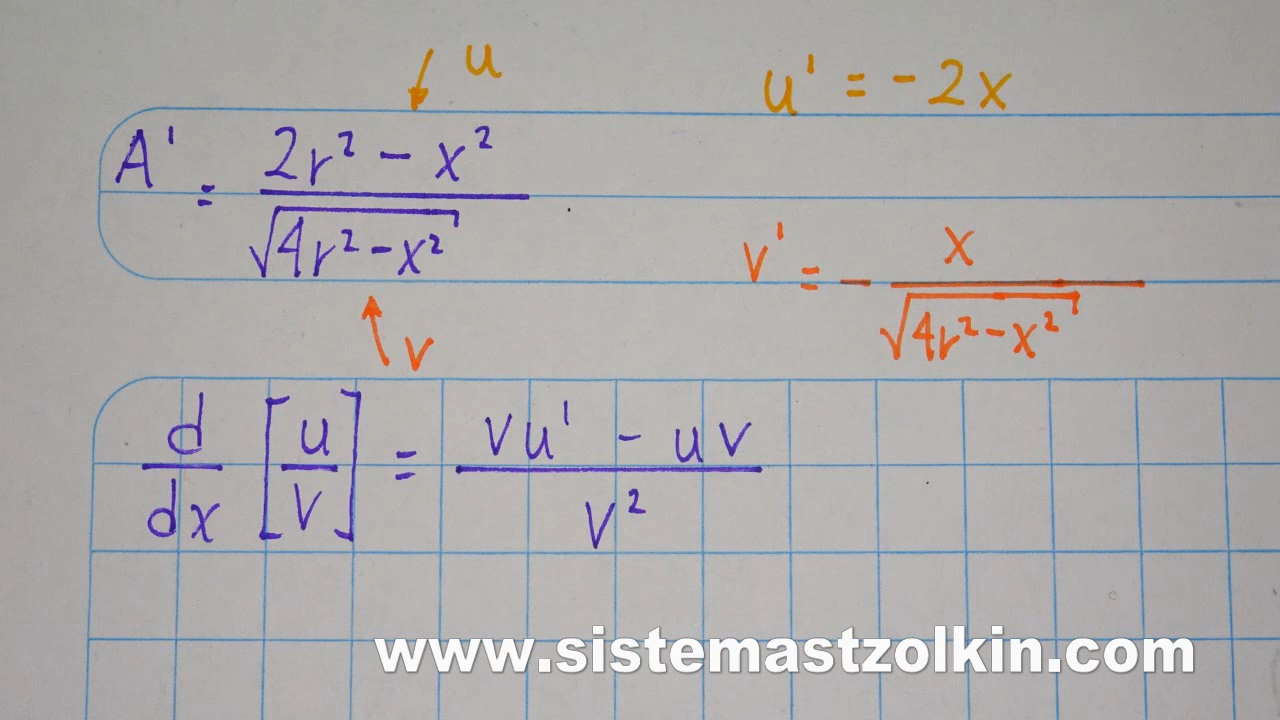 u
u' = -2x
A' = 2r² - x² / √4r² - x²
v' = - x / √4r² - x²
v
d/dx [u/v] = vu' - uv / v²
www.sistemastzolkin.com